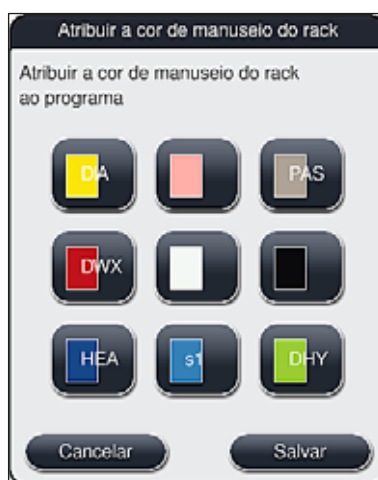 Atribuir a cor de manuseio do rack
Atribuir a cor de manuseio do rack
ao programa
DIA
PAS
DWX
HEA
s1
DHY
Cancelar
Salvar